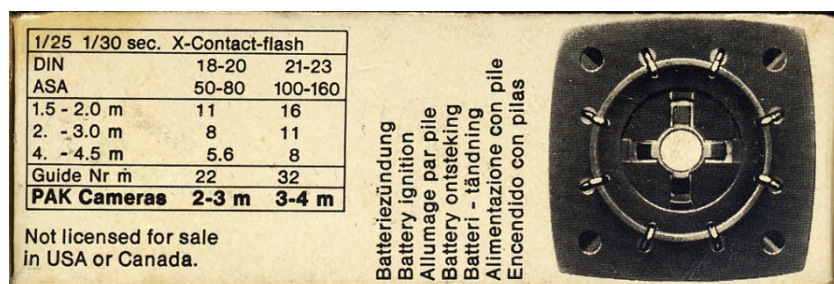 1/25 1/30 sec. X-Contact-flash
DIN 18-20 21-23
ASA 50-80 100-160
1.5 - 2.0 m 11 16
2. - 3.0 m 8 11
4. - 4.5 m 5.6 8
Guide Nr m 22 32
PAK Cameras 2-3 m 3-4 m
Not licensed for sale
in USA or Canada.
Batteriezündung
Battery ignition
Allumage par pile
Battery ontsteking
Batteri - tändning
Alimentazione con pile
Encendido con pilas